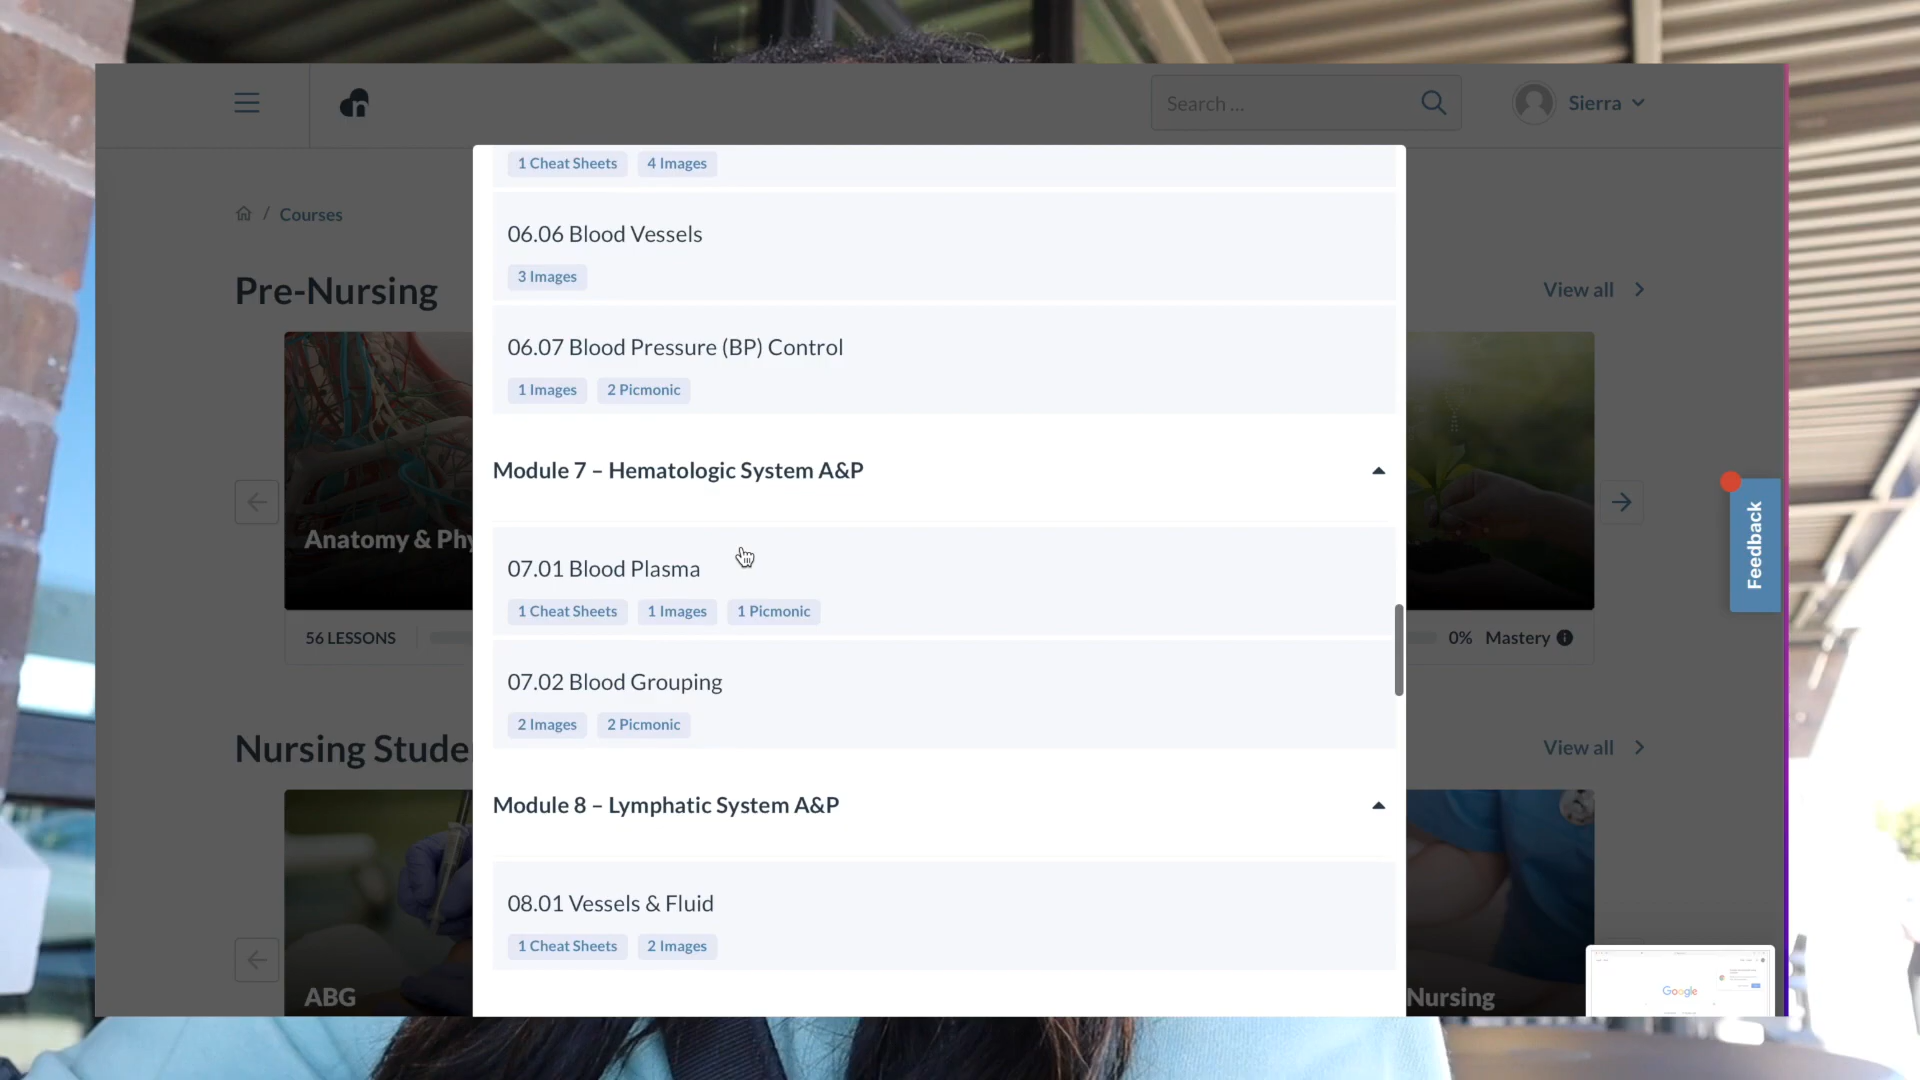 Search ...
Sierra
1 Cheat Sheets 4 Images
/ Courses
06.06 Blood Vessels
3 Images
Pre-Nursing
View all
06.07 Blood Pressure (BP) Control
1 Images 2 Picmonic
Module 7 – Hematologic System A&P
Anatomy & Phy
07.01 Blood Plasma
1 Cheat Sheets 1 Images 1 Picmonic
Feedback
56 LESSONS
0% Mastery
07.02 Blood Grouping
2 Images 2 Picmonic
Nursing Stude
View all
Module 8 – Lymphatic System A&P
08.01 Vessels & Fluid
1 Cheat Sheets 2 Images
ABG
Nursing
Google